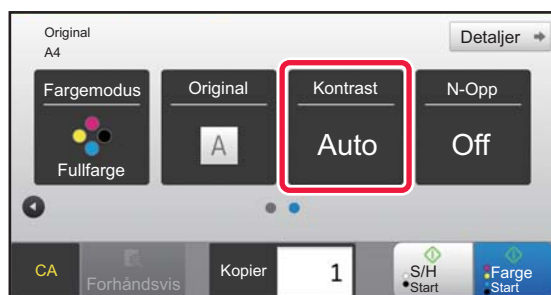 Original
A4
Detaljer
Fargemodus
Fullfarge
Original
A
Kontrast
Auto
N-Opp
Off
CA
Forhåndsvis
Kopier
1
S/H
Start
Farge
Start